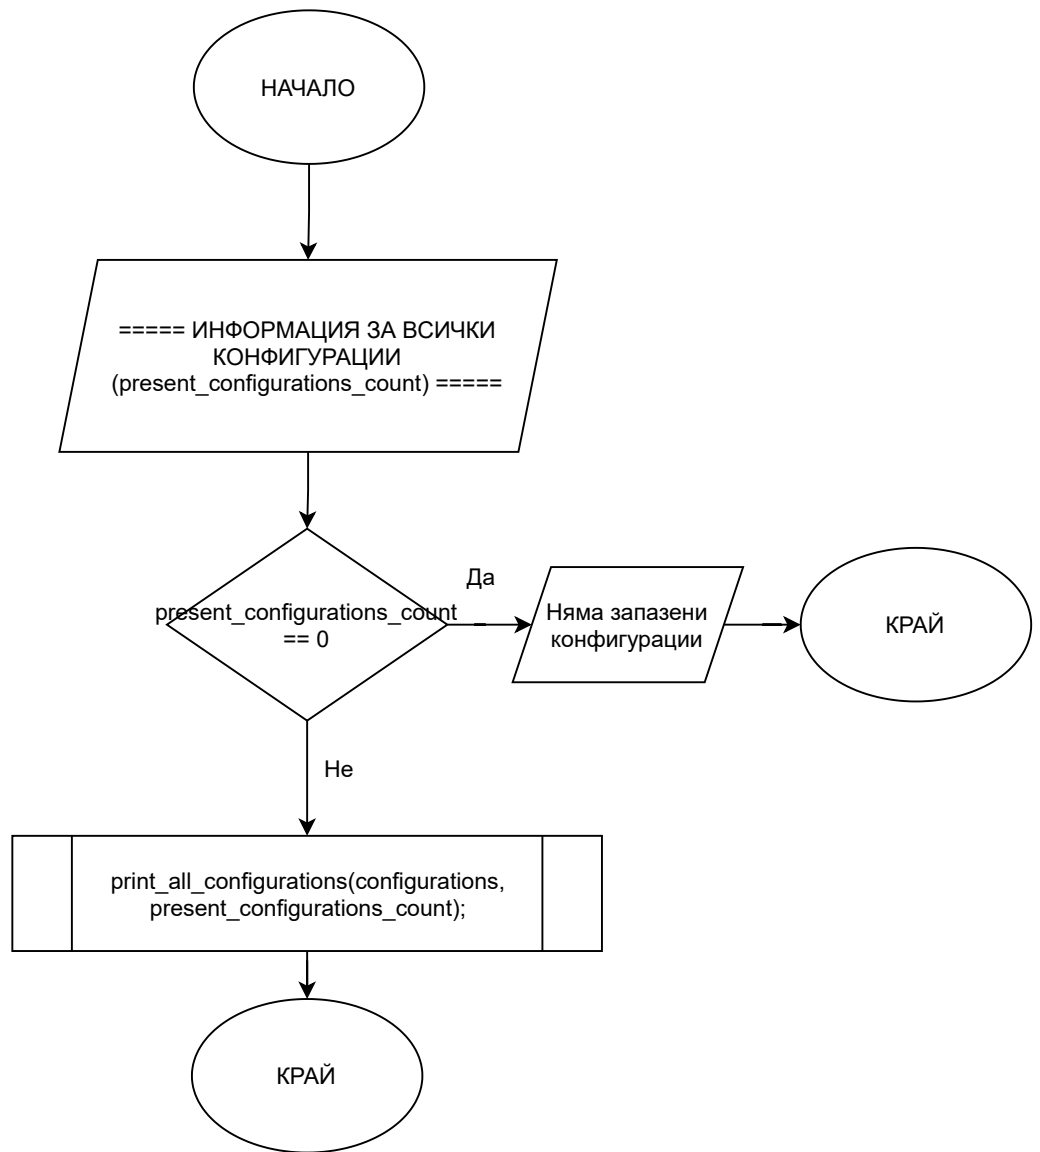 НАЧАЛО
===== ИНФОРМАЦИЯ ЗА ВСИЧКИ
КОНФИГУРАЦИИ
(present_configurations_count) =====
present_configurations_count
== 0
Да
Няма запазени
конфигурации
КРАЙ
Не
print_all_configurations(configurations,
present_configurations_count);
КРАЙ